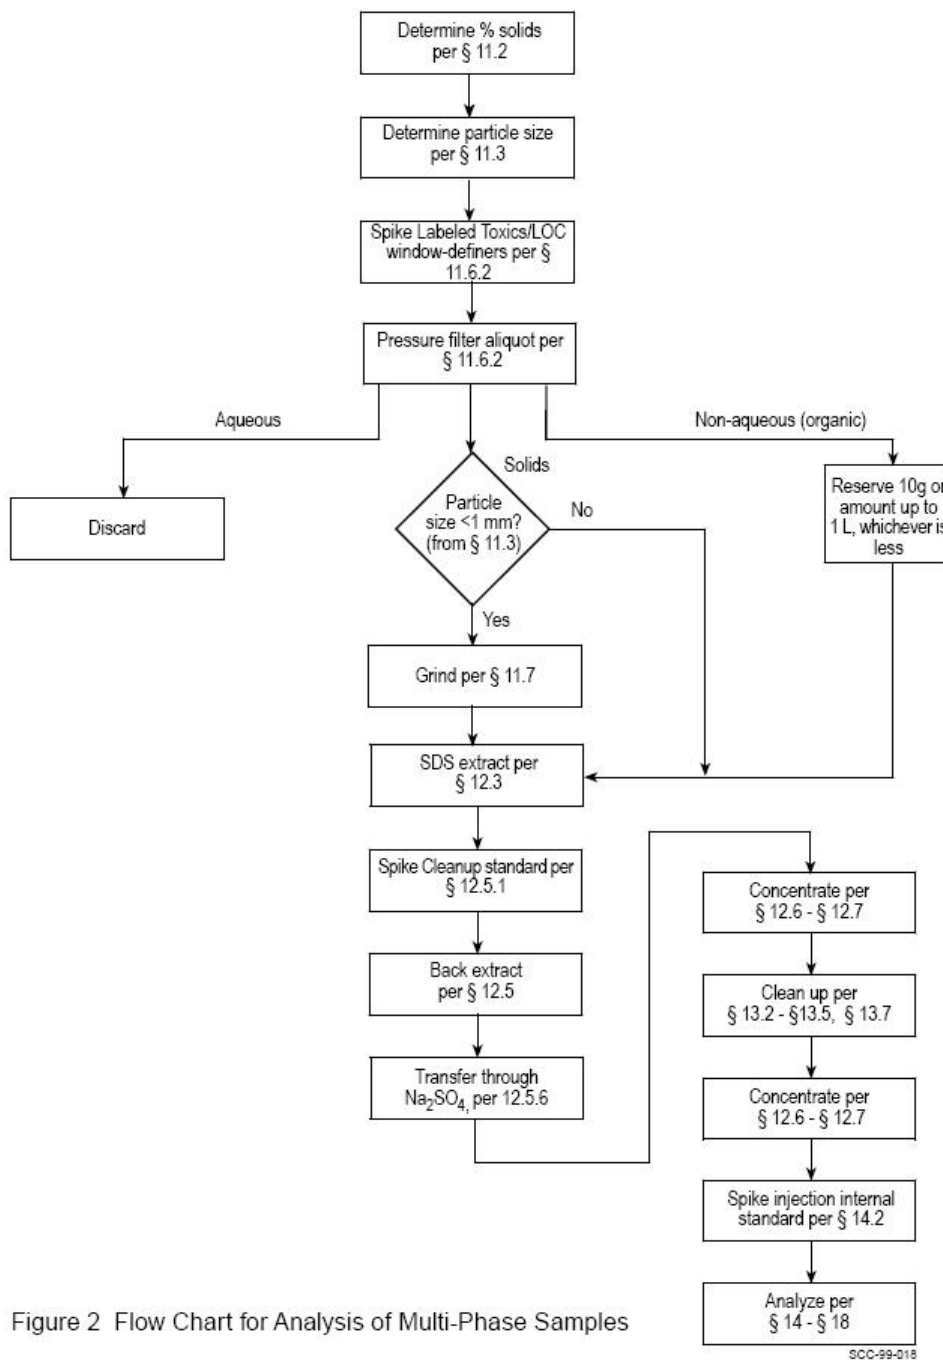 Determine % solids
per § 11.2
Determine particle size
per § 11.3
Spike Labeled Toxics/LOC
window-definers per §
11.6.2
Pressure filter aliquot per
§ 11.6.2
Aqueous
Non-aqueous (organic)
Solids
Discard
Particle
size <1 mm?
(from § 11.3)
No
Reserve 10g or
amount up to
1 L, whichever is
less
Yes
Grind per § 11.7
SDS extract per
§ 12.3
Spike Cleanup standard per
§ 12.5.1
Back extract
per § 12.5
Transfer through
Na₂SO₄, per 12.5.6
Concentrate per
§ 12.6 - § 12.7
Clean up per
§ 13.2 - §13.5, § 13.7
Concentrate per
§ 12.6 - § 12.7
Spike injection internal
standard per § 14.2
Analyze per
§ 14 - § 18
Figure 2 Flow Chart for Analysis of Multi-Phase Samples
SCC-99-018